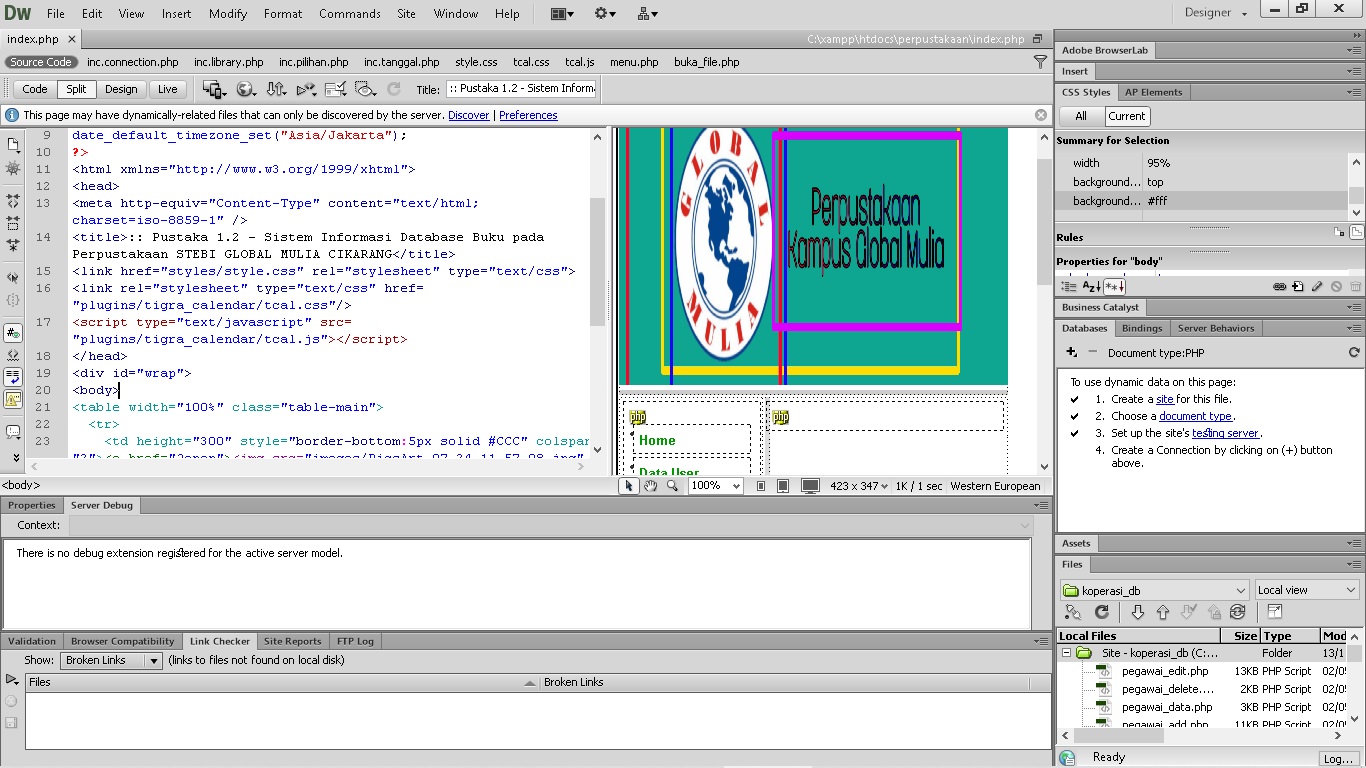 Dw File Edit View Insert Modify Format Commands Site Window Help Designer
index.php C:\xampp\htdocs\perpustakaan\index.php
Source Code inc.connection.php inc.library.php inc.pilihan.php inc.tanggal.php style.css tcal.css tcal.js menu.php buka_file.php
Code Split Design Live Title: :: Pustaka 1.2 - Sistem Inform
This page may have dynamically-related files that can only be discovered by the server. Discover | Preferences
9 date_default_timezone_set("Asia/Jakarta");
10 ?>
11 <html xmlns="http://www.w3.org/1999/xhtml">
12 <head>
13 <meta http-equiv="Content-Type" content="text/html;
charset=iso-8859-1" />
14 <title>:: Pustaka 1.2 - Sistem Informasi Database Buku pada
Perpustakaan STEBI GLOBAL MULIA CIKARANG</title>
15 <link href="styles/style.css" rel="stylesheet" type="text/css">
16 <link rel="stylesheet" type="text/css" href=
"plugins/tigra_calendar/tcal.css"/>
17 <script type="text/javascript" src=
"plugins/tigra_calendar/tcal.js"></script>
18 </head>
19 <div id="wrap">
20 <body>
21 <table width="100%" class="table-main">
22 <tr>
23 <td height="300" style="border-bottom:5px solid #CCC" colspan
GLOBAL
MULIA
Perpustakaan
Kampus Global Mulia
php php
Home
Data User
<body> 100% 423 x 347 1K / 1 sec Western European
Properties Server Debug
Context:
There is no debug extension registered for the active server model.
Validation Browser Compatibility Link Checker Site Reports FTP Log
Show: Broken Links (links to files not found on local disk)
Files Broken Links
Adobe BrowserLab
Insert
CSS Styles AP Elements
All Current
Summary for Selection
width 95%
background... top
background... #fff
Rules
Properties for "body"
Business Catalyst
Databases Bindings Server Behaviors
Document type:PHP
To use dynamic data on this page:
1. Create a site for this file.
2. Choose a document type.
3. Set up the site's testing server.
4. Create a Connection by clicking on (+) button
above.
Assets
Files
koperasi_db Local view
Local Files Size Type Mod
Site - koperasi_db (C:... Folder 13/1
pegawai_edit.php 13KB PHP Script 02/0
pegawai_delete.... 2KB PHP Script 02/0
pegawai_data.php 3KB PHP Script 02/0
pegawai_add.php 11KB PHP Script 02/0
Ready Log...